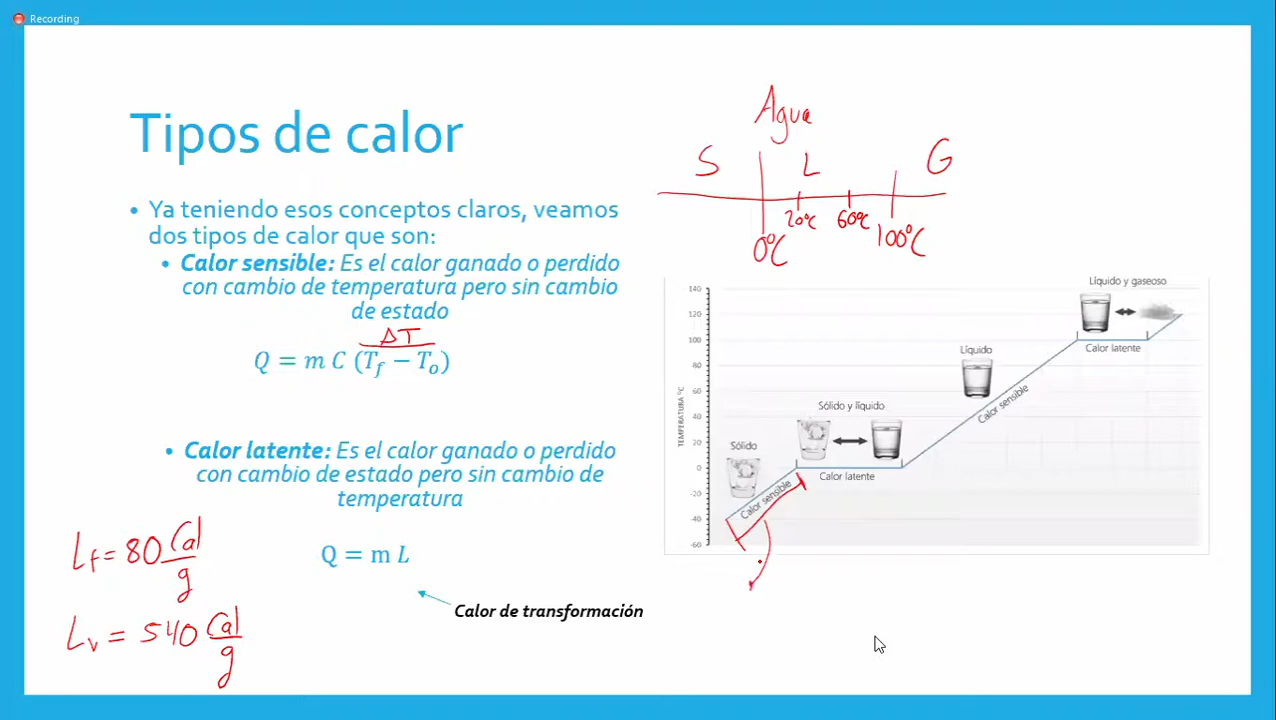 Recording
Tipos de calor
• Ya teniendo esos conceptos claros, veamos
dos tipos de calor que son:
• Calor sensible: Es el calor ganado o perdido
con cambio de temperatura pero sin cambio
de estado
ΔT
Q = m C (T_f − T_o)
• Calor latente: Es el calor ganado o perdido
con cambio de estado pero sin cambio de
temperatura
Q = m L
Calor de transformación
L_f = 80 Cal/g
L_v = 540 Cal/g
Agua
S L G
0°C 20°C 60°C 100°C
Líquido y gaseoso
Calor latente
Líquido
Calor sensible
Sólido y líquido
Calor latente
Sólido
Calor sensible
TEMPERATURA °C
140
120
100
80
60
40
20
0
-20
-40
-60